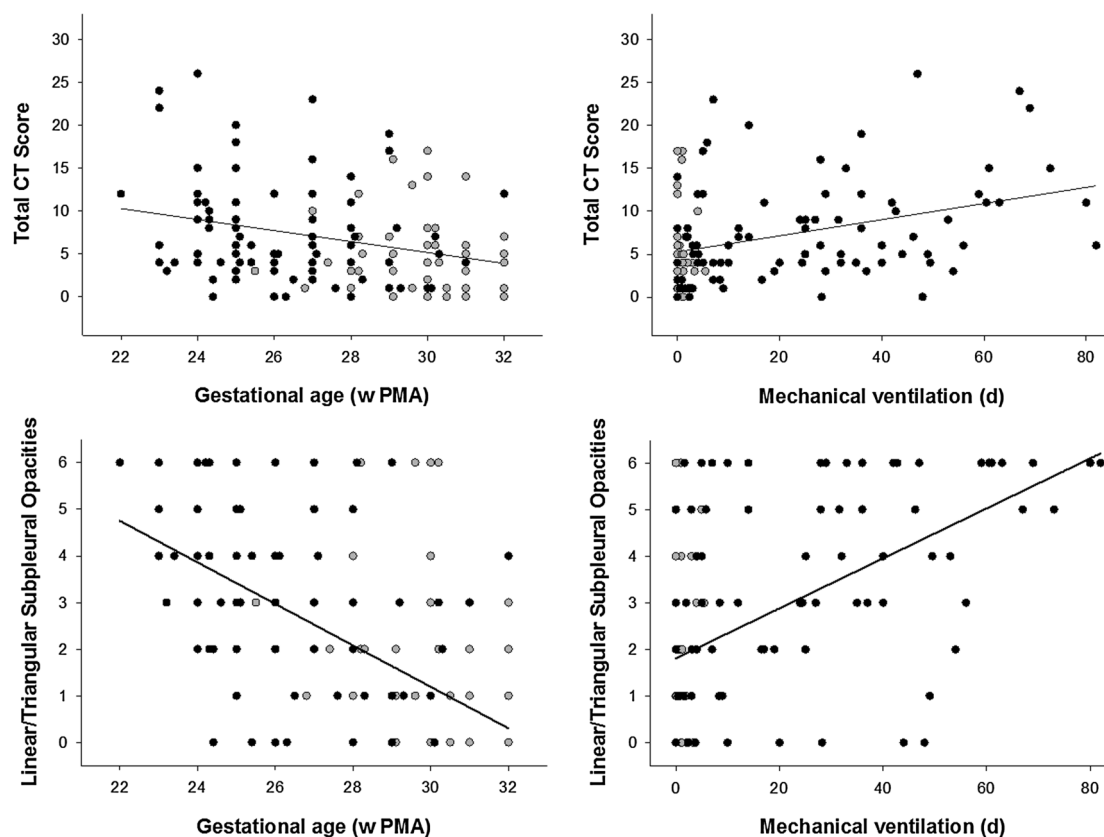 Total CT Score
30
25
20
15
10
5
0
22 24 26 28 30 32
Gestational age (w PMA)
Total CT Score
30
25
20
15
10
5
0
0 20 40 60 80
Mechanical ventilation (d)
Linear/Triangular Subpleural Opacities
6
5
4
3
2
1
0
22 24 26 28 30 32
Gestational age (w PMA)
Linear/Triangular Subpleural Opacities
6
5
4
3
2
1
0
0 20 40 60 80
Mechanical ventilation (d)